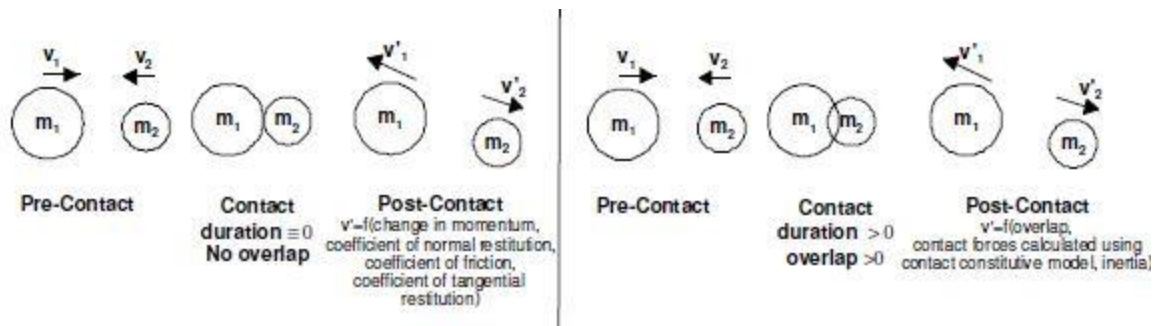 v₁
v₂
v'₁
v'₂
m₁
m₂
m₁
m₂
m₁
m₂
Pre-Contact
Contact
duration ≡0
No overlap
Post-Contact
v'=f(change in momentum,
coefficient of normal restitution,
coefficient of friction,
coefficient of tangential
restitution)
v₁
v₂
v'₁
v'₂
m₁
m₂
m₁
m₂
m₁
m₂
Pre-Contact
Contact
duration >0
overlap >0
Post-Contact
v'=f(overlap,
contact forces calculated using
contact constitutive model, inertia)